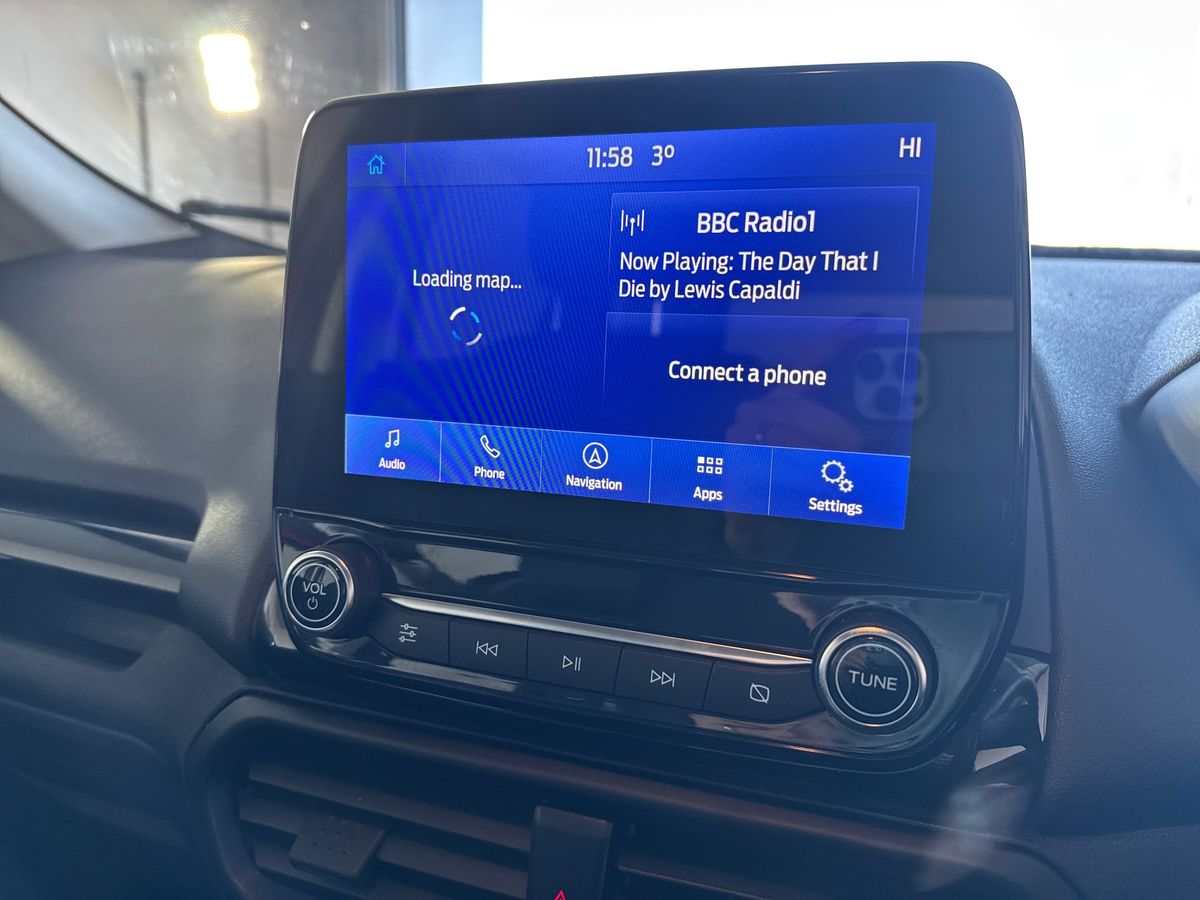 11:58 3°
HI
BBC Radio1
Now Playing: The Day That I
Die by Lewis Capaldi
Loading map...
Connect a phone
Audio
Phone
Navigation
Apps
Settings
VOL
TUNE